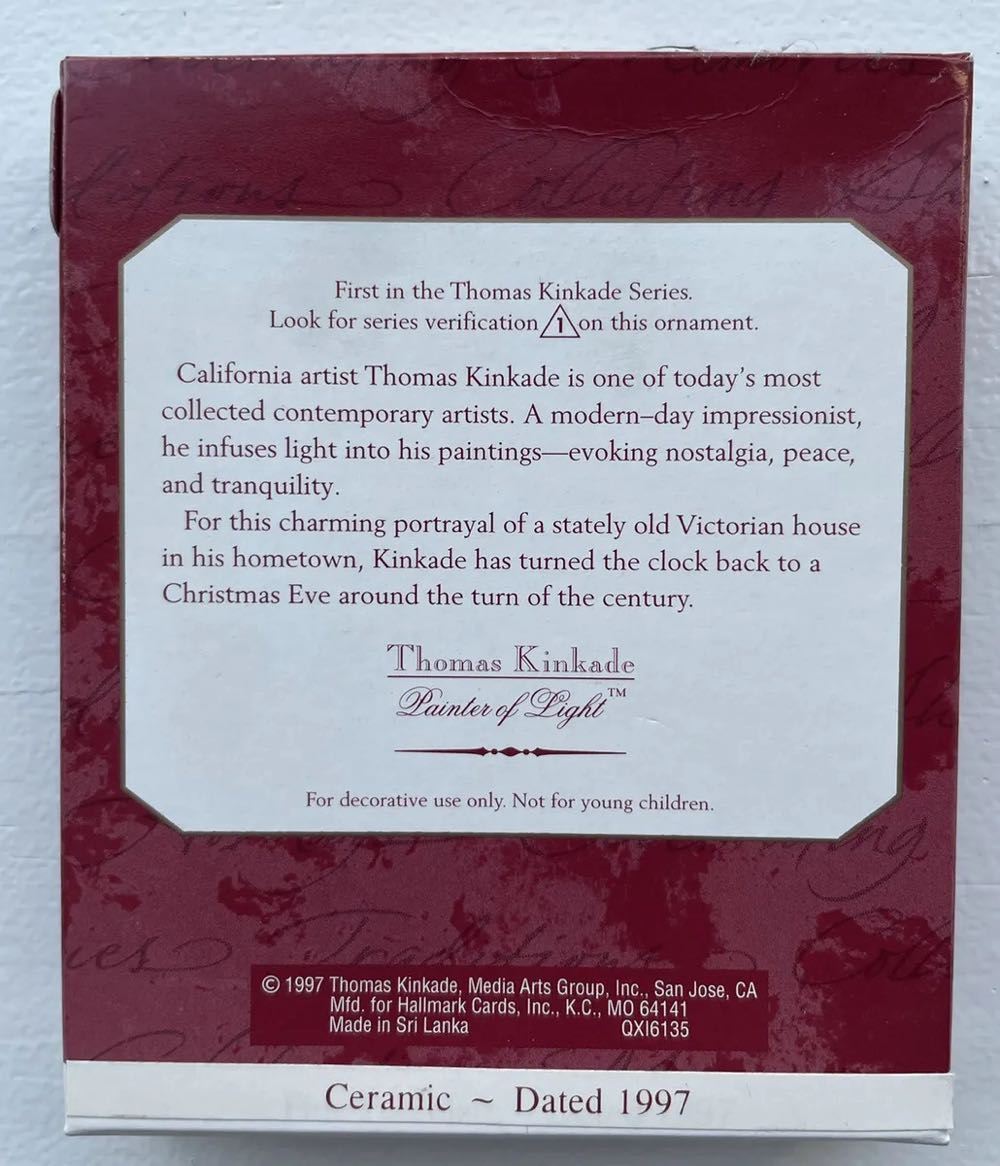 Collecting
First in the Thomas Kinkade Series.
Look for series verification 1 on this ornament.
California artist Thomas Kinkade is one of today's most
collected contemporary artists. A modern–day impressionist,
he infuses light into his paintings—evoking nostalgia, peace,
and tranquility.
For this charming portrayal of a stately old Victorian house
in his hometown, Kinkade has turned the clock back to a
Christmas Eve around the turn of the century.
Thomas Kinkade
Painter of Light™
For decorative use only. Not for young children.
Traditions
© 1997 Thomas Kinkade, Media Arts Group, Inc., San Jose, CA
Mfd. for Hallmark Cards, Inc., K.C., MO 64141
Made in Sri Lanka QXI6135
Ceramic ~ Dated 1997